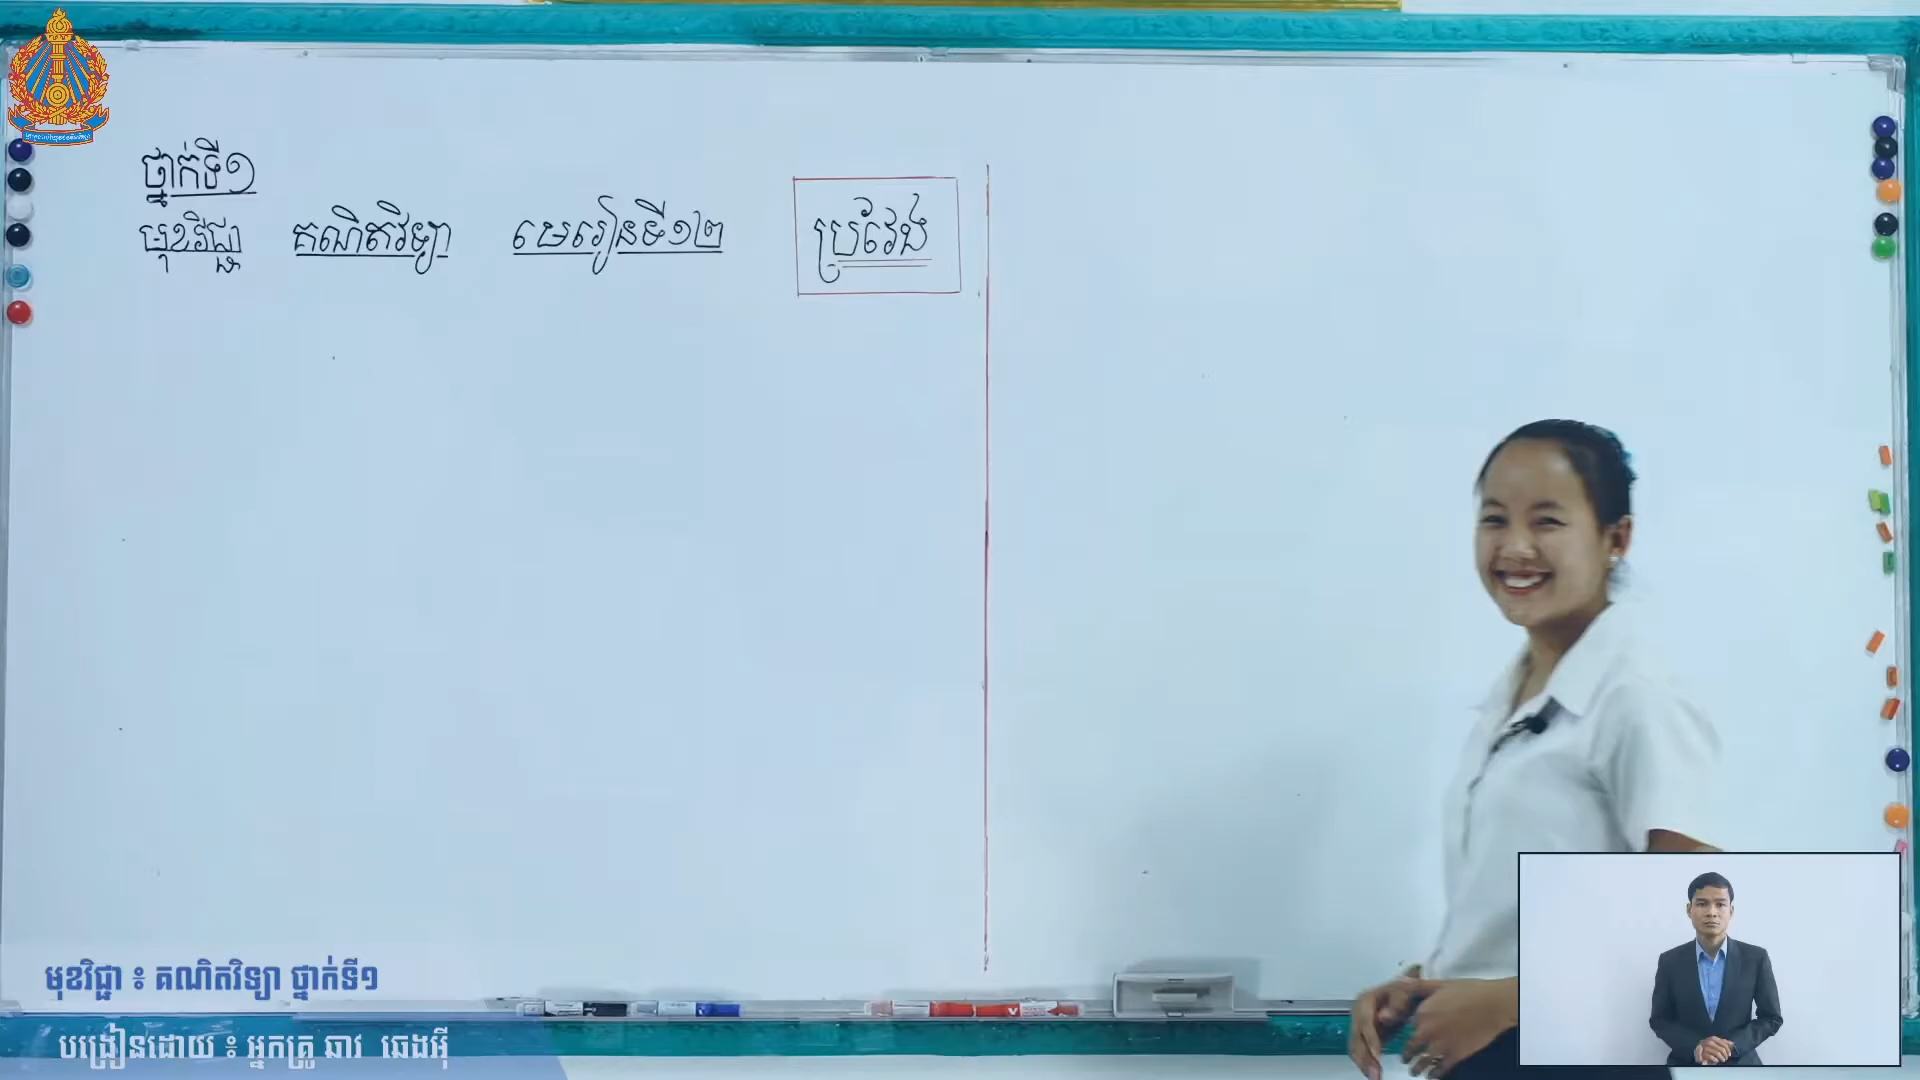 ថ្នាក់ទី១
មុខវិជ្ជា គណិតវិទ្យា មេរៀនទី១២ ប្រវែង
មុខវិជ្ជា ៖ គណិតវិទ្យា ថ្នាក់ទី១
បង្រៀនដោយ ៖ អ្នកគ្រូ ឆាវ ឆេងអ៊ី